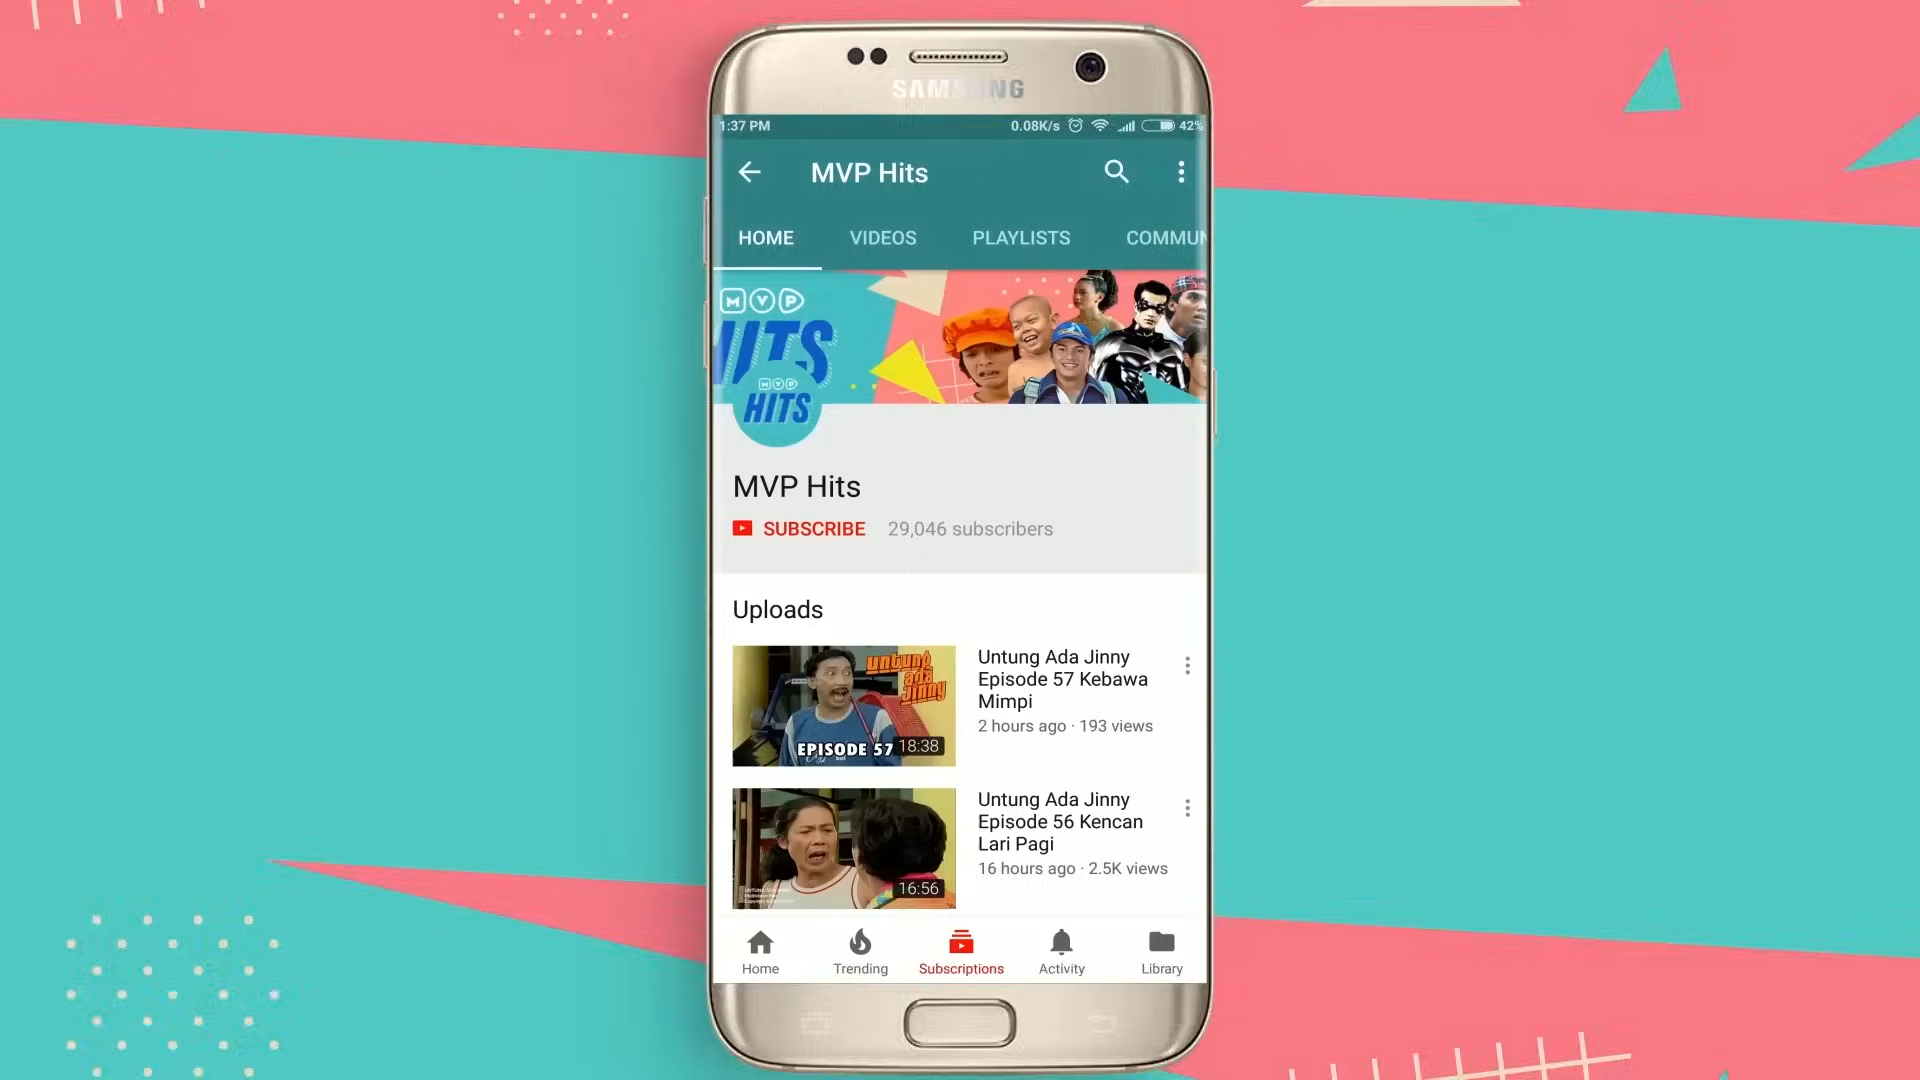 SAMSUNG
1:37 PM
0.08K/s
42%
MVP Hits
HOME
VIDEOS
PLAYLISTS
COMMUN
MVP
HITS
MVP
HITS
MVP Hits
SUBSCRIBE
29,046 subscribers
Uploads
untung
ada
jinny
EPISODE 57
18:38
Untung Ada Jinny
Episode 57 Kebawa
Mimpi
2 hours ago · 193 views
16:56
Untung Ada Jinny
Episode 56 Kencan
Lari Pagi
16 hours ago · 2.5K views
Home
Trending
Subscriptions
Activity
Library